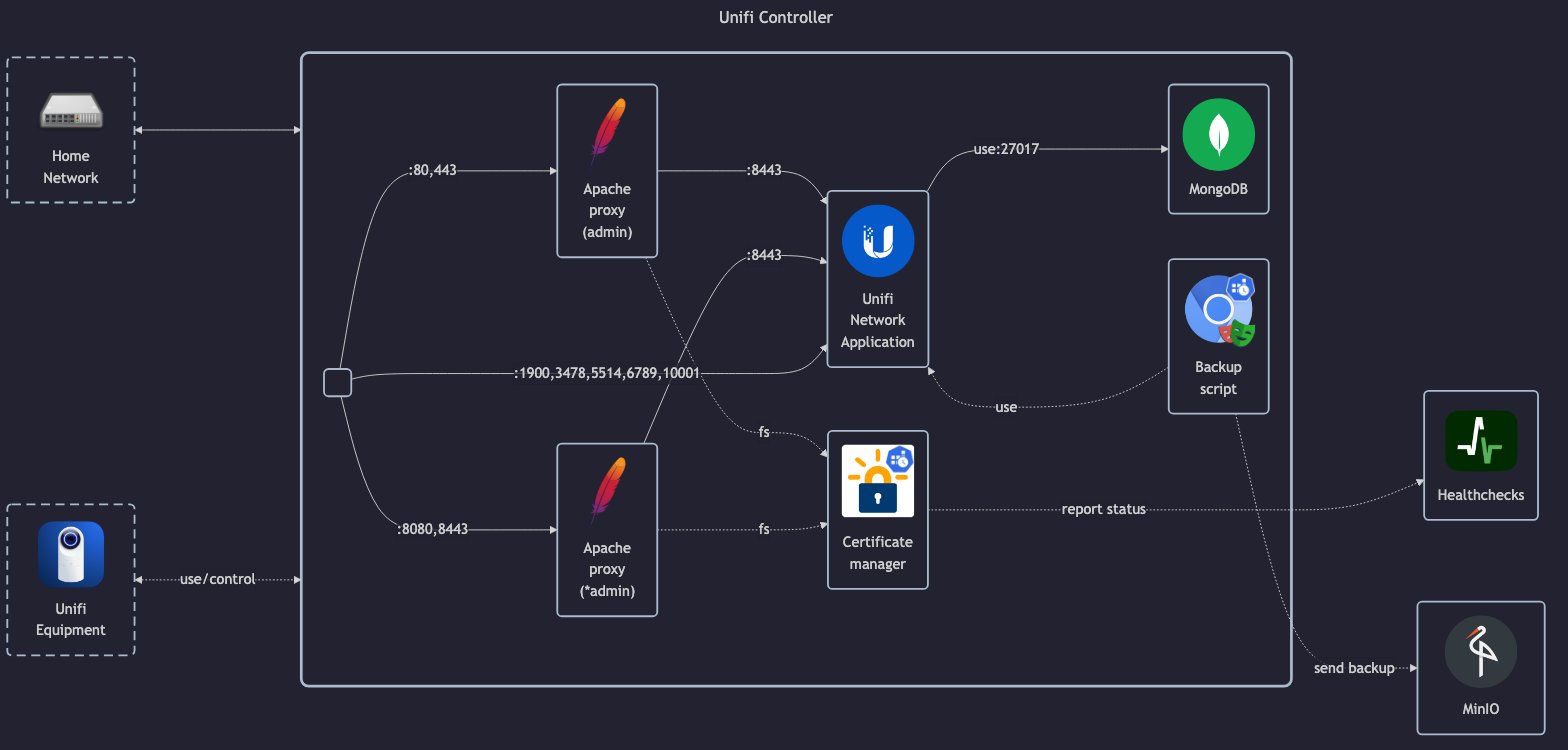 Unifi Controller
Home
Network
:80,443
Apache
proxy
(admin)
:8443
use:27017
MongoDB
:8443
Unifi
Network
Application
:1900,3478,5514,6789,10001
Backup
script
use
fs
Healthchecks
:8080,8443
Apache
proxy
(*admin)
fs
Certificate
manager
report status
use/control
Unifi
Equipment
send backup
MinIO